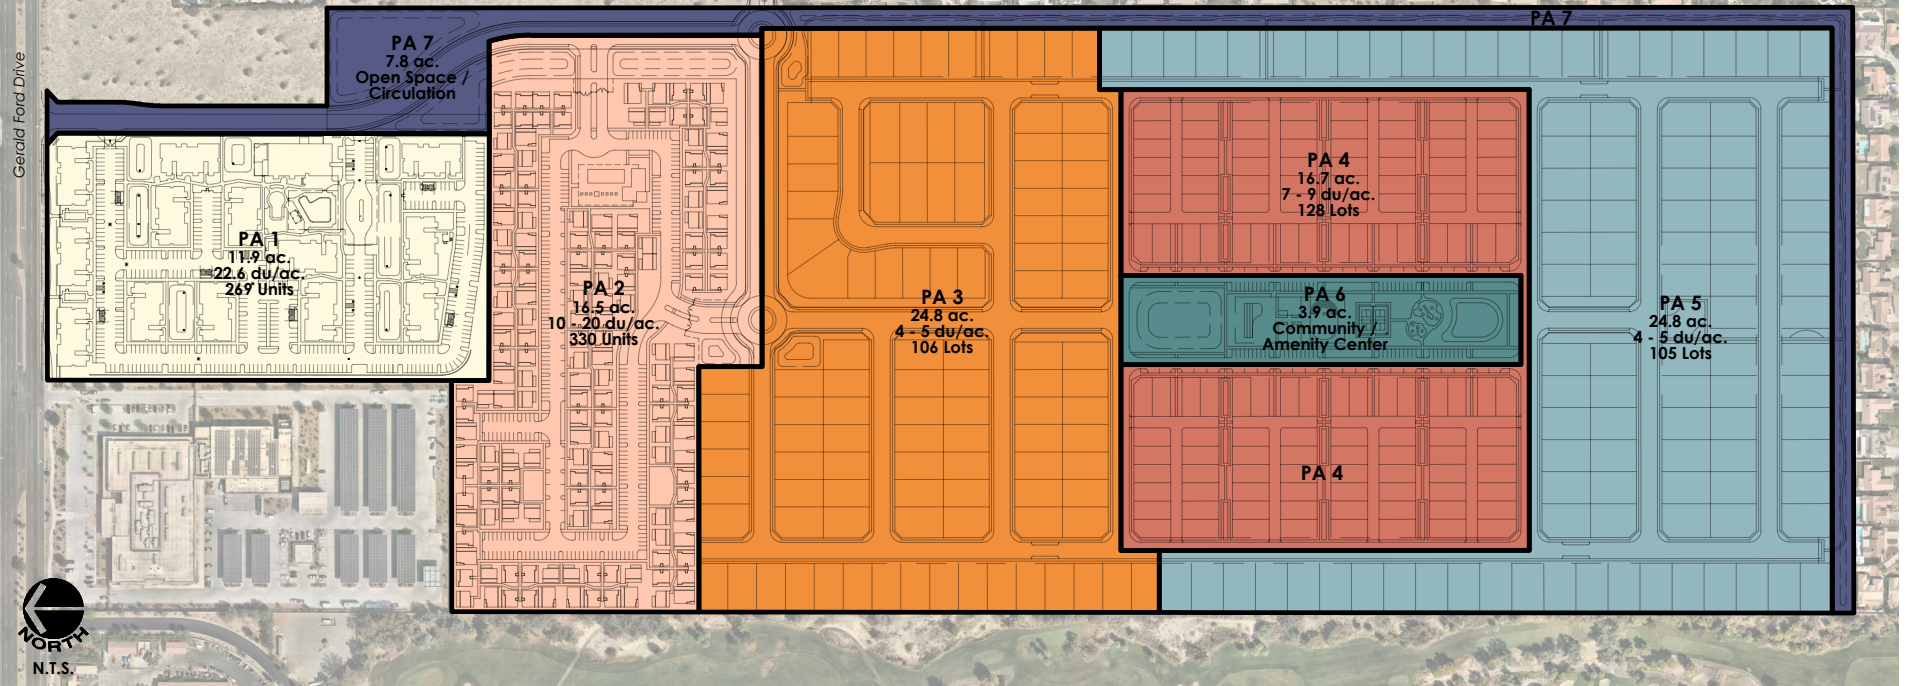 PA 7
PA 7
7.8 ac.
Open Space /
Circulation
Gerald Ford Drive
PA 1
11.9 ac.
22.6 du/ac.
269 Units
PA 2
16.5 ac.
10 - 20 du/ac.
330 Units
PA 3
24.8 ac.
4 - 5 du/ac.
106 Lots
PA 4
16.7 ac.
7 - 9 du/ac.
128 Lots
PA 6
3.9 ac.
Community /
Amenity Center
PA 5
24.8 ac.
4 - 5 du/ac.
105 Lots
PA 4
NORTH
N.T.S.